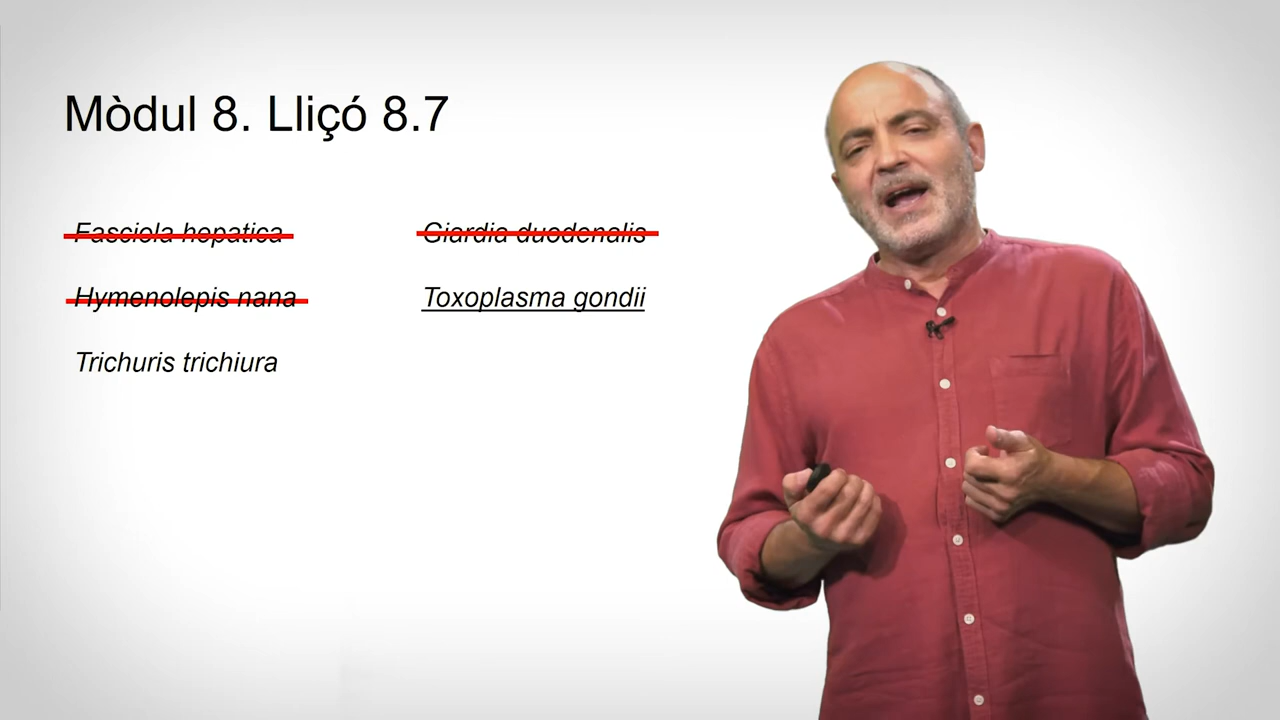 Mòdul 8. Lliçó 8.7
Fasciola hepatica
Hymenolepis nana
Trichuris trichiura
Giardia duodenalis
Toxoplasma gondii